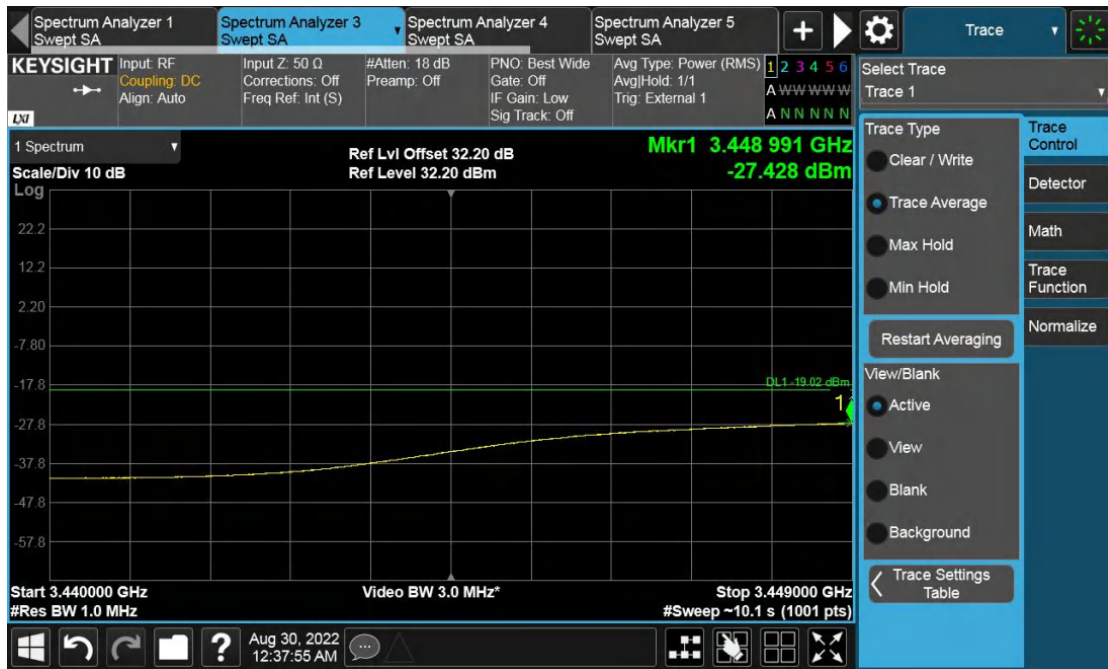 Spectrum Analyzer 1
Swept SA
Spectrum Analyzer 3
Swept SA
Spectrum Analyzer 4
Swept SA
Spectrum Analyzer 5
Swept SA
+
Trace
KEYSIGHT
LXI
Input: RF
Coupling: DC
Align: Auto
Input Z: 50 Ω
Corrections: Off
Freq Ref: Int (S)
#Atten: 18 dB
Preamp: Off
PNO: Best Wide
Gate: Off
IF Gain: Low
Sig Track: Off
Avg Type: Power (RMS)
Avg|Hold: 1/1
Trig: External 1
1 2 3 4 5 6
A W W W W W
A N N N N N
Select Trace
Trace 1
1 Spectrum
Scale/Div 10 dB
Log
Ref Lvl Offset 32.20 dB
Ref Level 32.20 dBm
Mkr1 3.448 991 GHz
-27.428 dBm
22.2
12.2
2.20
-7.80
-17.8
-27.8
-37.8
-47.8
-57.8
DL1 -19.02 dBm
1
Start 3.440000 GHz
#Res BW 1.0 MHz
Video BW 3.0 MHz*
Stop 3.449000 GHz
#Sweep ~10.1 s (1001 pts)
Trace Type
Clear / Write
Trace Average
Max Hold
Min Hold
Restart Averaging
View/Blank
Active
View
Blank
Background
Trace Settings
Table
Trace
Control
Detector
Math
Trace
Function
Normalize
?
Aug 30, 2022
12:37:55 AM